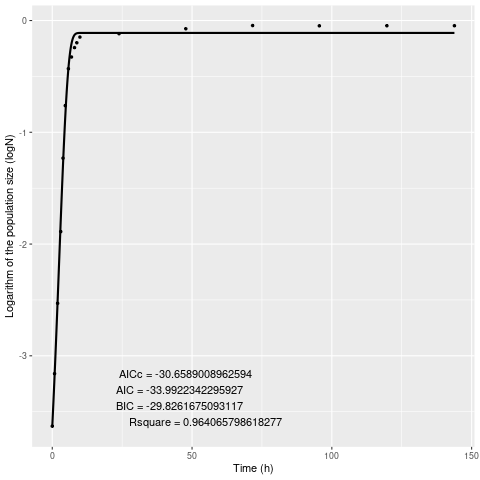 0
-1
-2
-3
Logarithm of the population size (logN)
AICc = -30.6589008962594
AIC = -33.9922342295927
BIC = -29.8261675093117
Rsquare = 0.964065798618277
0 50 100 150
Time (h)